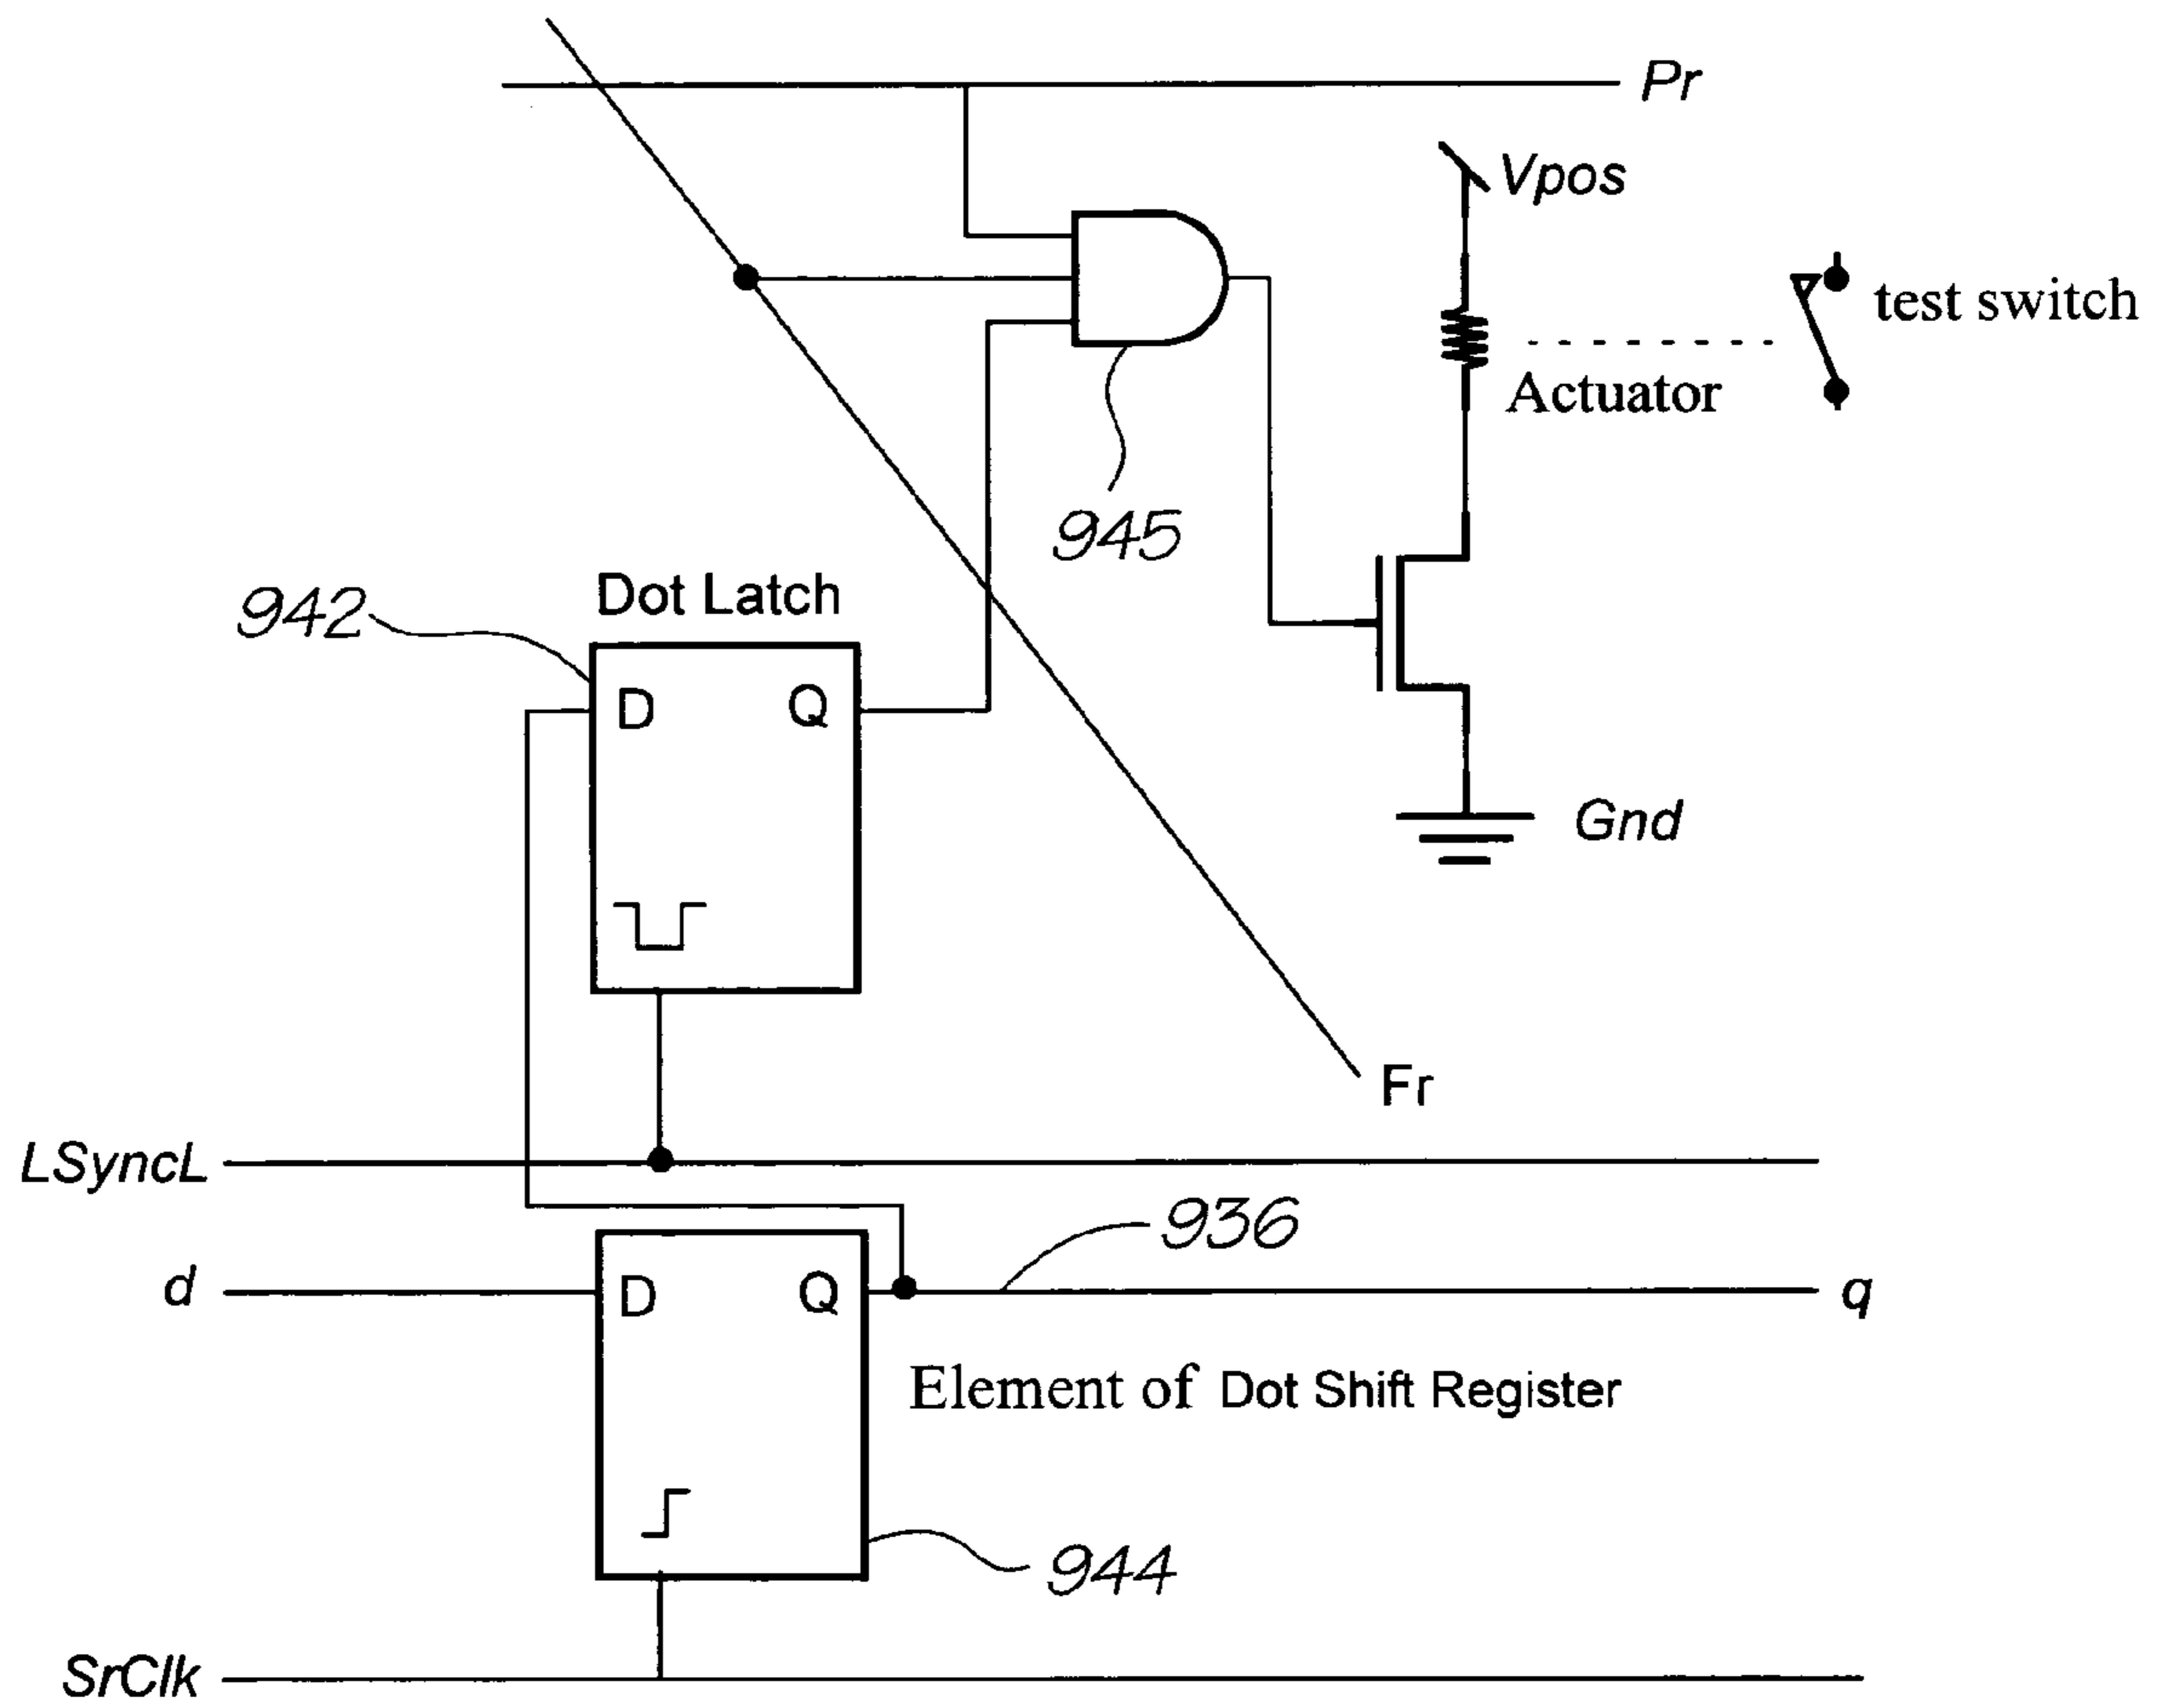 Pr
Vpos
test switch
Actuator
945
Dot Latch
942
D Q
Gnd
Fr
LSyncL
936
d
D Q
q
Element of Dot Shift Register
944
SrClk